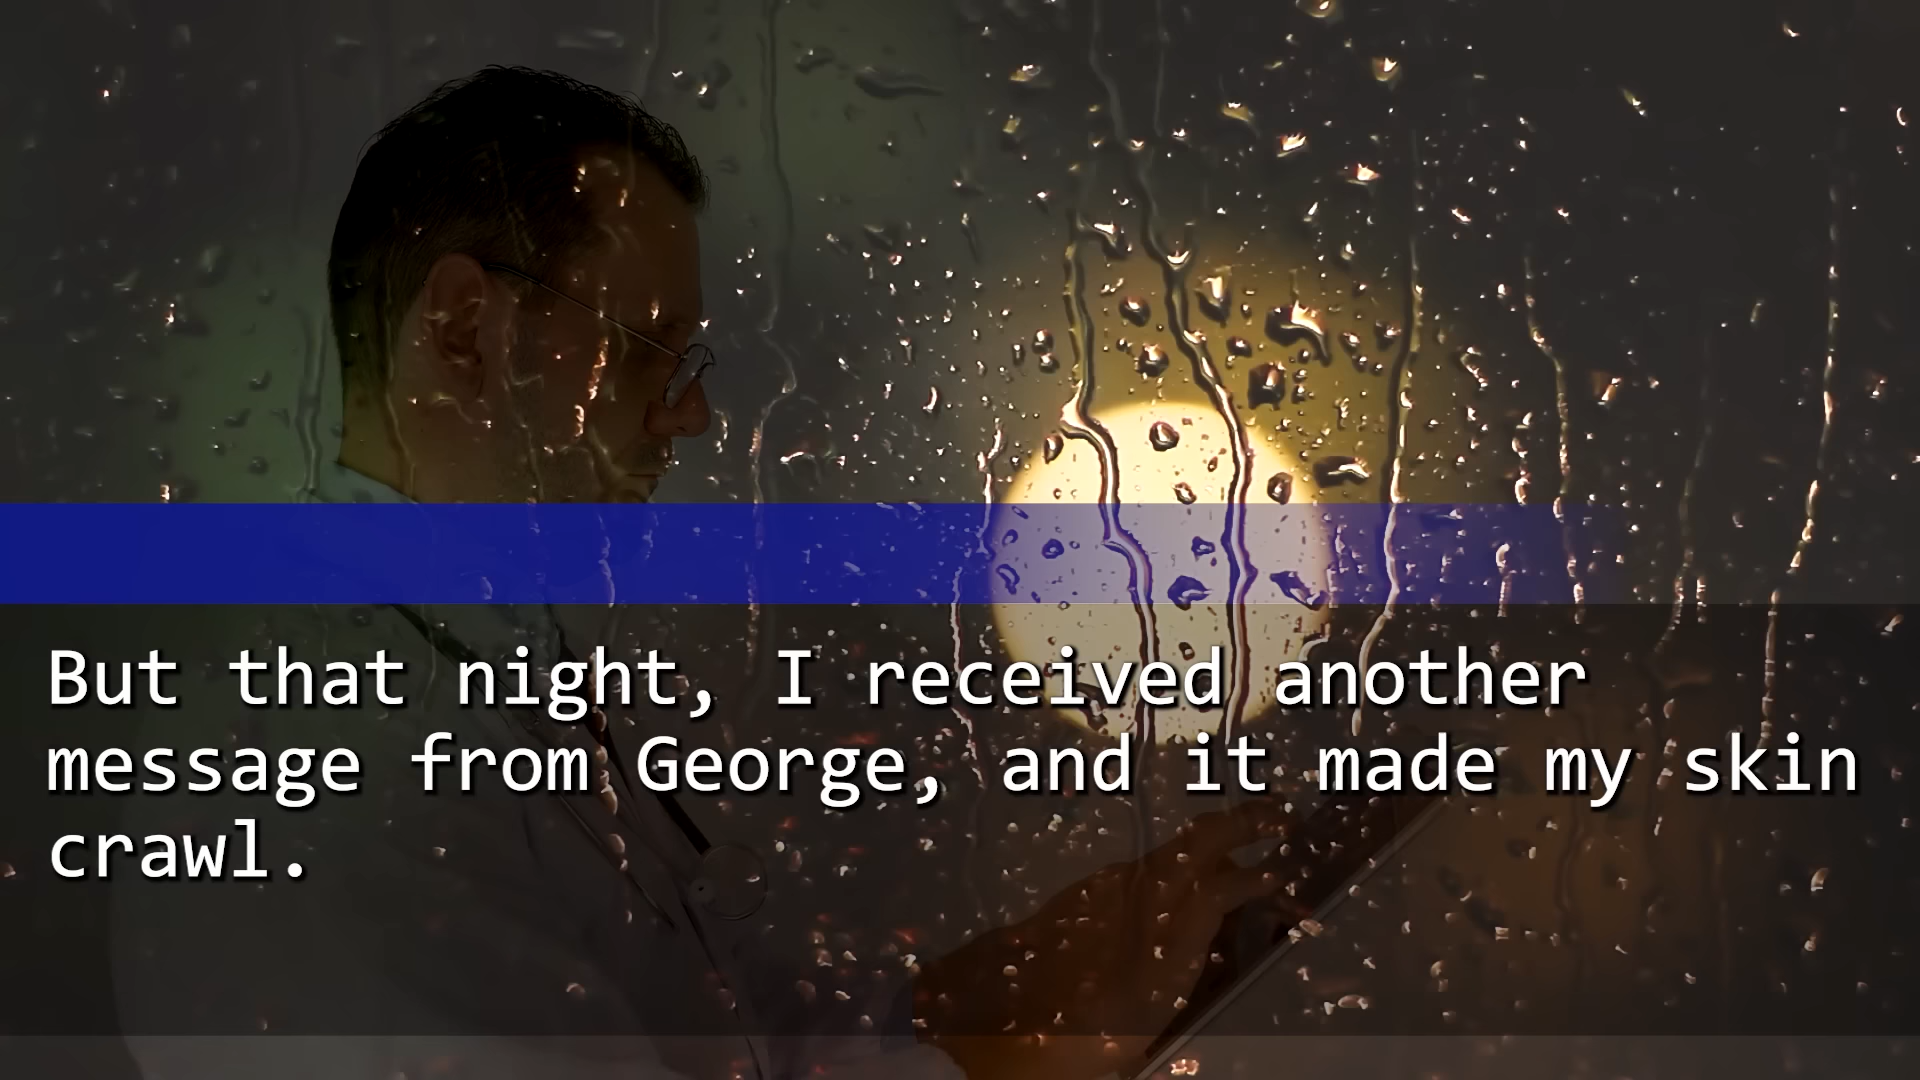 But that night, I received another
message from George, and it made my skin
crawl.